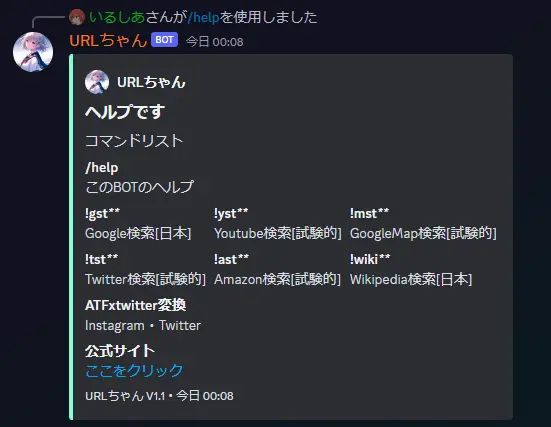 いるしあさんが/helpを使用しました
URLちゃん BOT 今日 00:08
URLちゃん
ヘルプです
コマンドリスト
/help
このBOTのヘルプ
!gst** !yst** !mst**
Google検索[日本] Youtube検索[試験的] GoogleMap検索[試験的]
!tst** !ast** !wiki**
Twitter検索[試験的] Amazon検索[試験的] Wikipedia検索[日本]
ATFxtwitter変換
Instagram・Twitter
公式サイト
ここをクリック
URLちゃん V1.1 • 今日 00:08